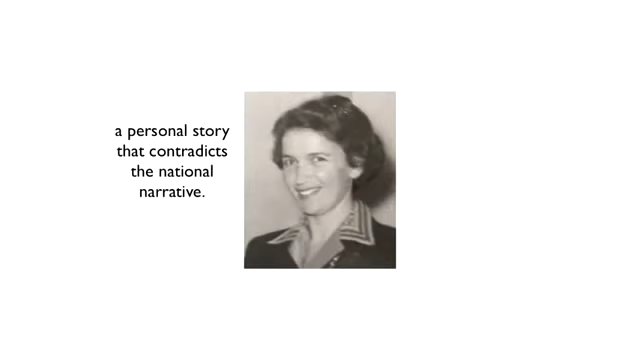 a personal story
that contradicts
the national
narrative.